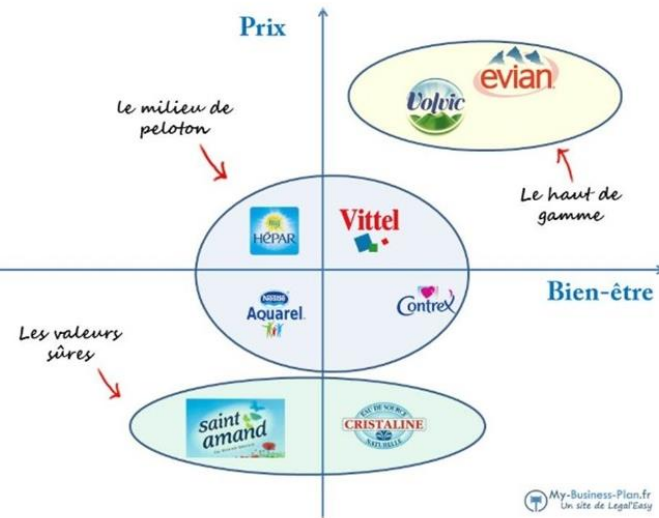 Prix
evian
Volvic
le milieu de
peloton
Le haut de
gamme
HÉPAR
Vittel
Bien-être
Nestlé
Aquarel
Contrex
Les valeurs
sûres
saint
amand
EAU DE SOURCE
CRISTALINE
NATURELLE
My-Business-Plan.fr
Un site de Legal'Easy